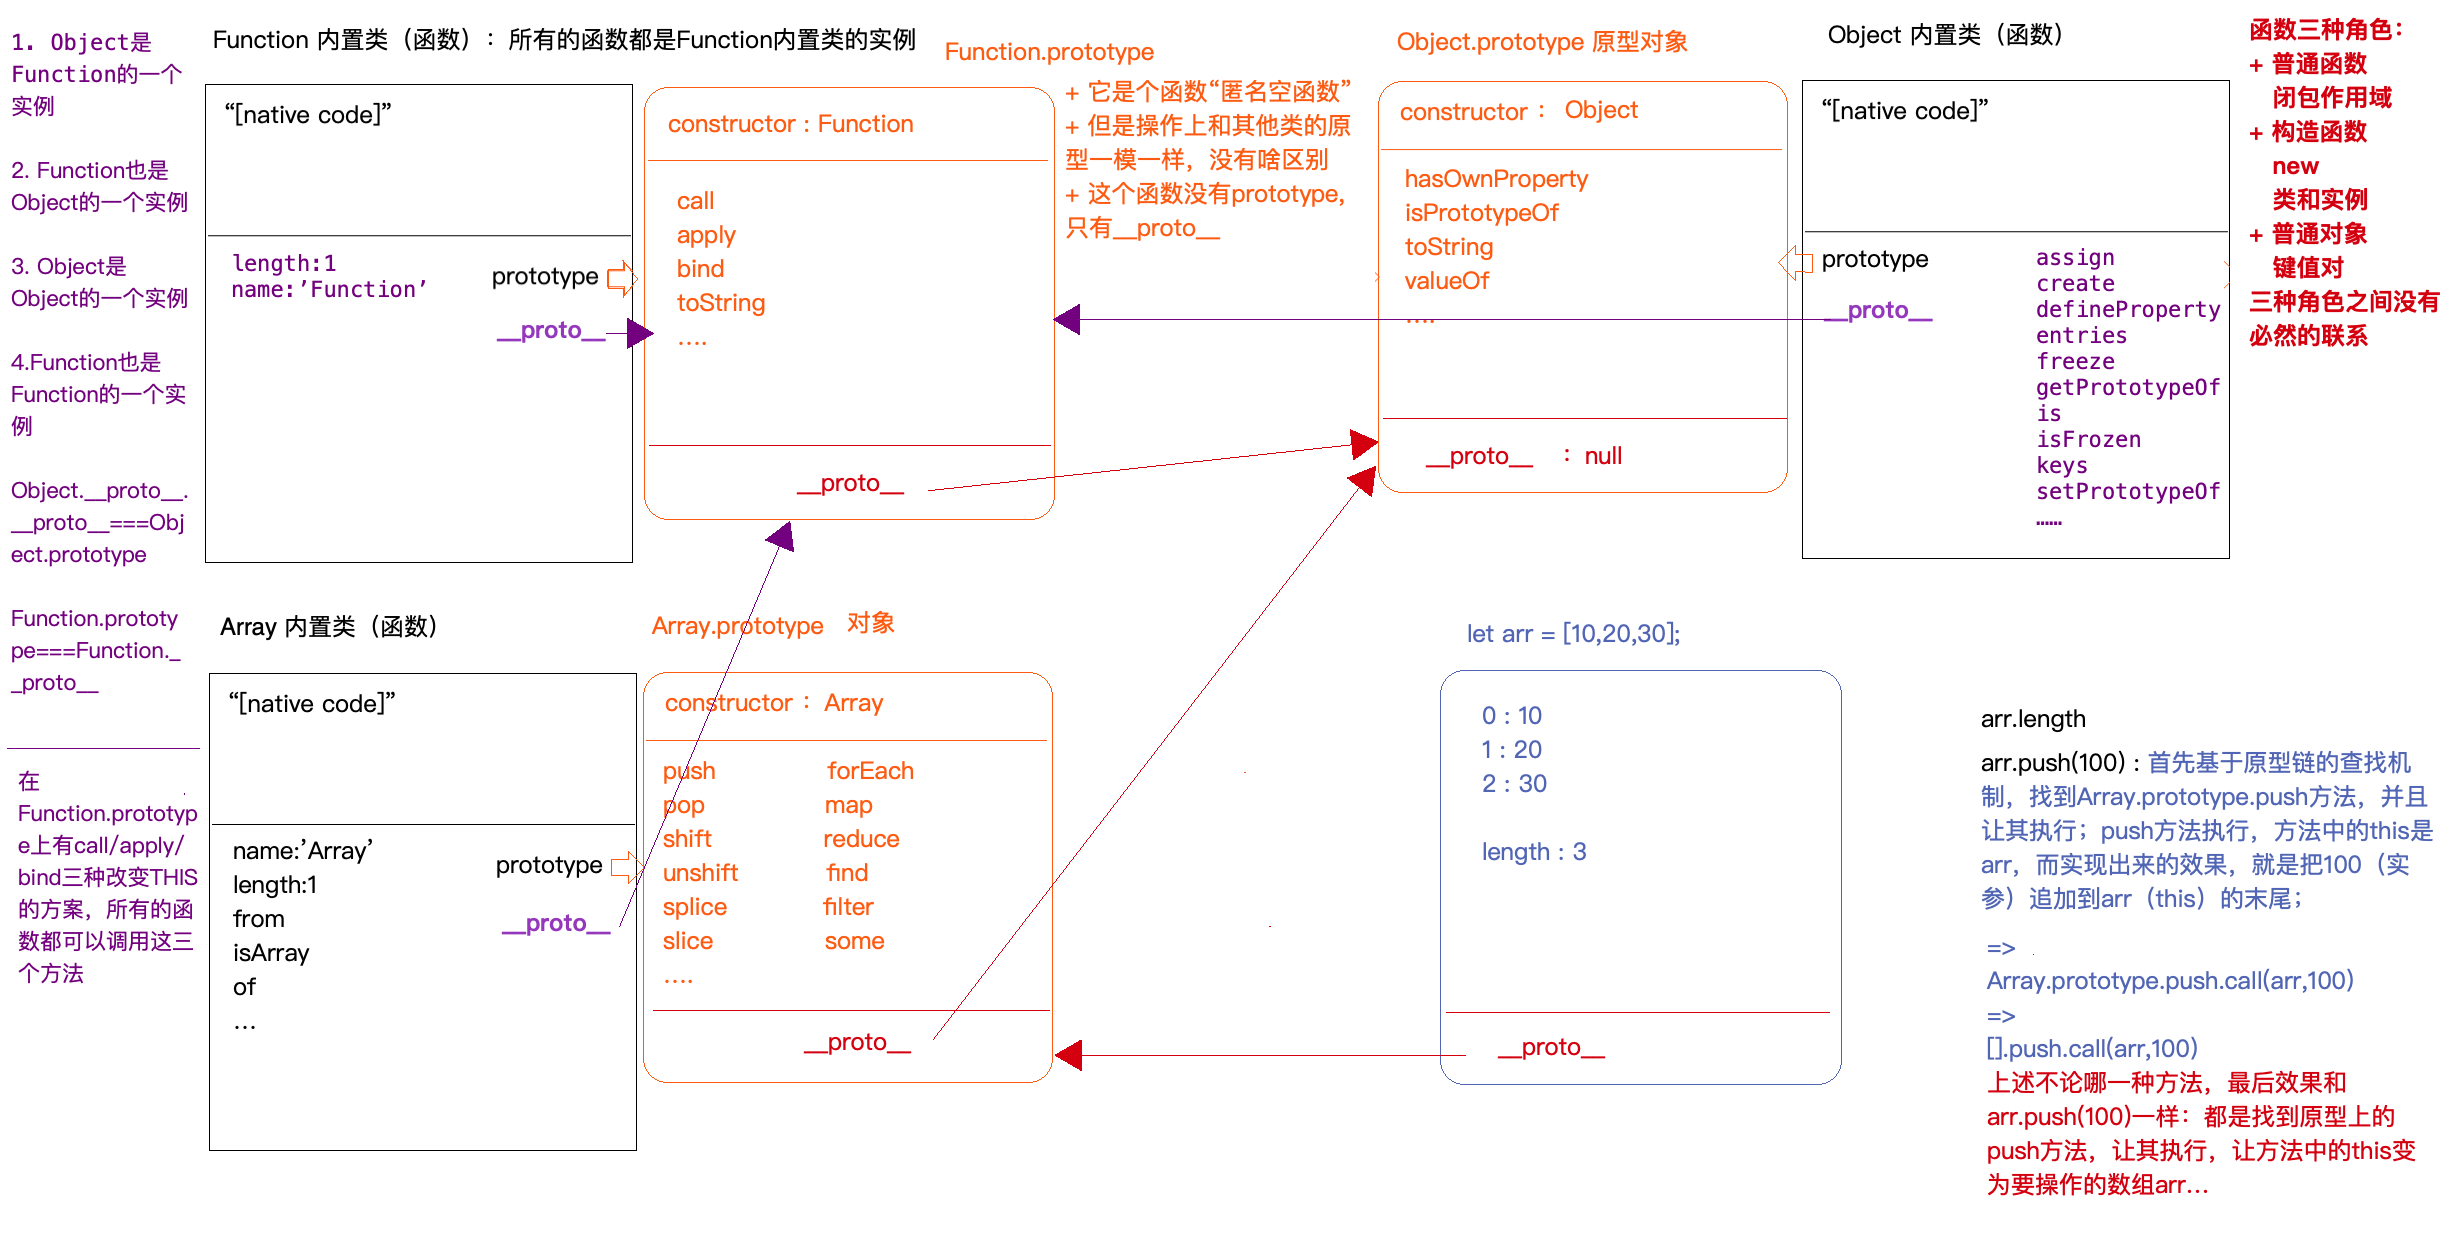 1. Object是
Function的一个
实例
2. Function也是
Object的一个实例
3. Object是
Object的一个实例
4.Function也是
Function的一个实
例
Object.__proto__.
__proto__===Obj
ect.prototype
Function.prototy
pe===Function._
_proto__
在
Function.prototyp
e上有call/apply/
bind三种改变THIS
的方案，所有的函
数都可以调用这三
个方法
Function 内置类（函数）：所有的函数都是Function内置类的实例
“[native code]”
length:1
name:’Function’
prototype
__proto__
Function.prototype
constructor : Function
call
apply
bind
toString
....
__proto__
+ 它是个函数“匿名空函数”
+ 但是操作上和其他类的原
型一模一样，没有啥区别
+ 这个函数没有prototype,
只有__proto__
Object.prototype 原型对象
constructor： Object
hasOwnProperty
isPrototypeOf
toString
valueOf
....
__proto__ ：null
Object 内置类（函数）
“[native code]”
prototype
__proto__
assign
create
defineProperty
entries
freeze
getPrototypeOf
is
isFrozen
keys
setPrototypeOf
……
函数三种角色：
+ 普通函数
闭包作用域
+ 构造函数
new
类和实例
+ 普通对象
键值对
三种角色之间没有
必然的联系
Array 内置类（函数）
“[native code]”
name:’Array’
length:1
from
isArray
of
...
prototype
__proto__
Array.prototype 对象
constructor：Array
push forEach
pop map
shift reduce
unshift find
splice filter
slice some
....
__proto__
let arr = [10,20,30];
0 : 10
1 : 20
2 : 30
length : 3
__proto__
arr.length
arr.push(100) : 首先基于原型链的查找机
制，找到Array.prototype.push方法，并且
让其执行；push方法执行，方法中的this是
arr，而实现出来的效果，就是把100（实
参）追加到arr（this）的末尾；
=>
Array.prototype.push.call(arr,100)
=>
[].push.call(arr,100)
上述不论哪一种方法，最后效果和
arr.push(100)一样：都是找到原型上的
push方法，让其执行，让方法中的this变
为要操作的数组arr...